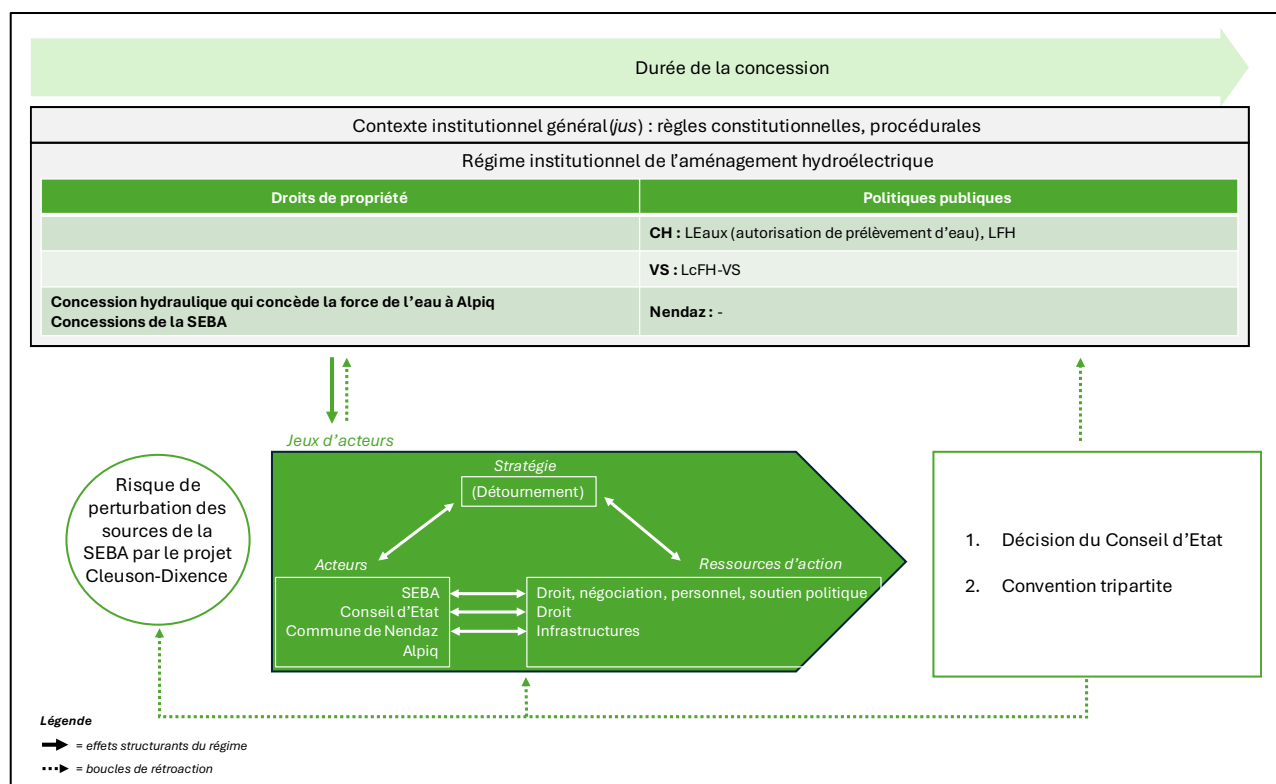 Durée de la concession
Contexte institutionnel général (jus) : règles constitutionnelles, procédurales
Régime institutionnel de l'aménagement hydroélectrique
Droits de propriété
Politiques publiques
CH : LEaux (autorisation de prélèvement d'eau), LFH
VS : LcFH-VS
Concession hydraulique qui concède la force de l'eau à Alpiq
Concessions de la SEBA
Nendaz : -
Jeux d'acteurs
Risque de
perturbation des
sources de la
SEBA par le projet
Cleuson-Dixence
Stratégie
(Détournement)
Acteurs
SEBA
Conseil d'Etat
Commune de Nendaz
Alpiq
Ressources d'action
Droit, négociation, personnel, soutien politique
Droit
Infrastructures
1. Décision du Conseil d'Etat
2. Convention tripartite
Légende
= effets structurants du régime
= boucles de rétroaction